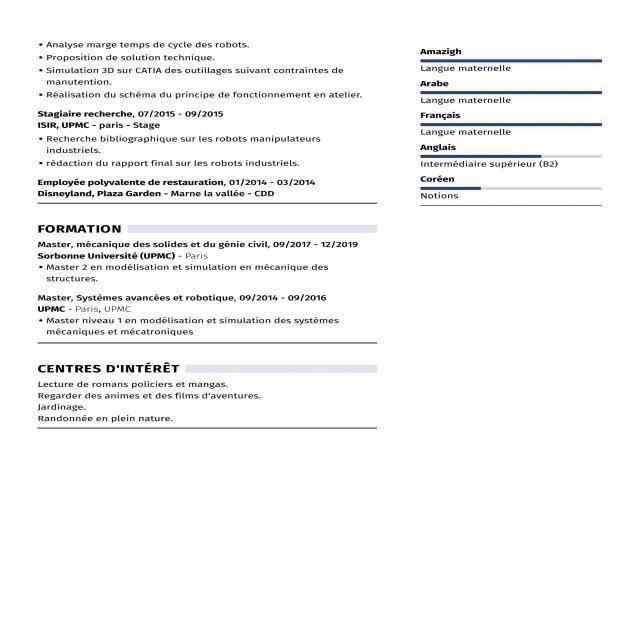 • Analyse marge temps de cycle des robots.
• Proposition de solution technique.
• Simulation 3D sur CATIA des outillages suivant contraintes de
manutention.
• Réalisation du schéma du principe de fonctionnement en atelier.
Stagiaire recherche, 07/2015 - 09/2015
ISIR, UPMC - paris - Stage
• Recherche bibliographique sur les robots manipulateurs
industriels.
• rédaction du rapport final sur les robots industriels.
Employée polyvalente de restauration, 01/2014 - 03/2014
Disneyland, Plaza Garden - Marne la vallée - CDD
FORMATION
Master, mécanique des solides et du génie civil, 09/2017 - 12/2019
Sorbonne Université (UPMC) - Paris
• Master 2 en modélisation et simulation en mécanique des
structures.
Master, Systèmes avancées et robotique, 09/2014 - 09/2016
UPMC - Paris, UPMC
• Master niveau 1 en modélisation et simulation des systèmes
mécaniques et mécatroniques
CENTRES D'INTÉRÊT
Lecture de romans policiers et mangas.
Regarder des animes et des films d'aventures.
Jardinage.
Randonnée en plein nature.
Amazigh
Langue maternelle
Arabe
Langue maternelle
Français
Langue maternelle
Anglais
Intermédiaire supérieur (B2)
Coréen
Notions